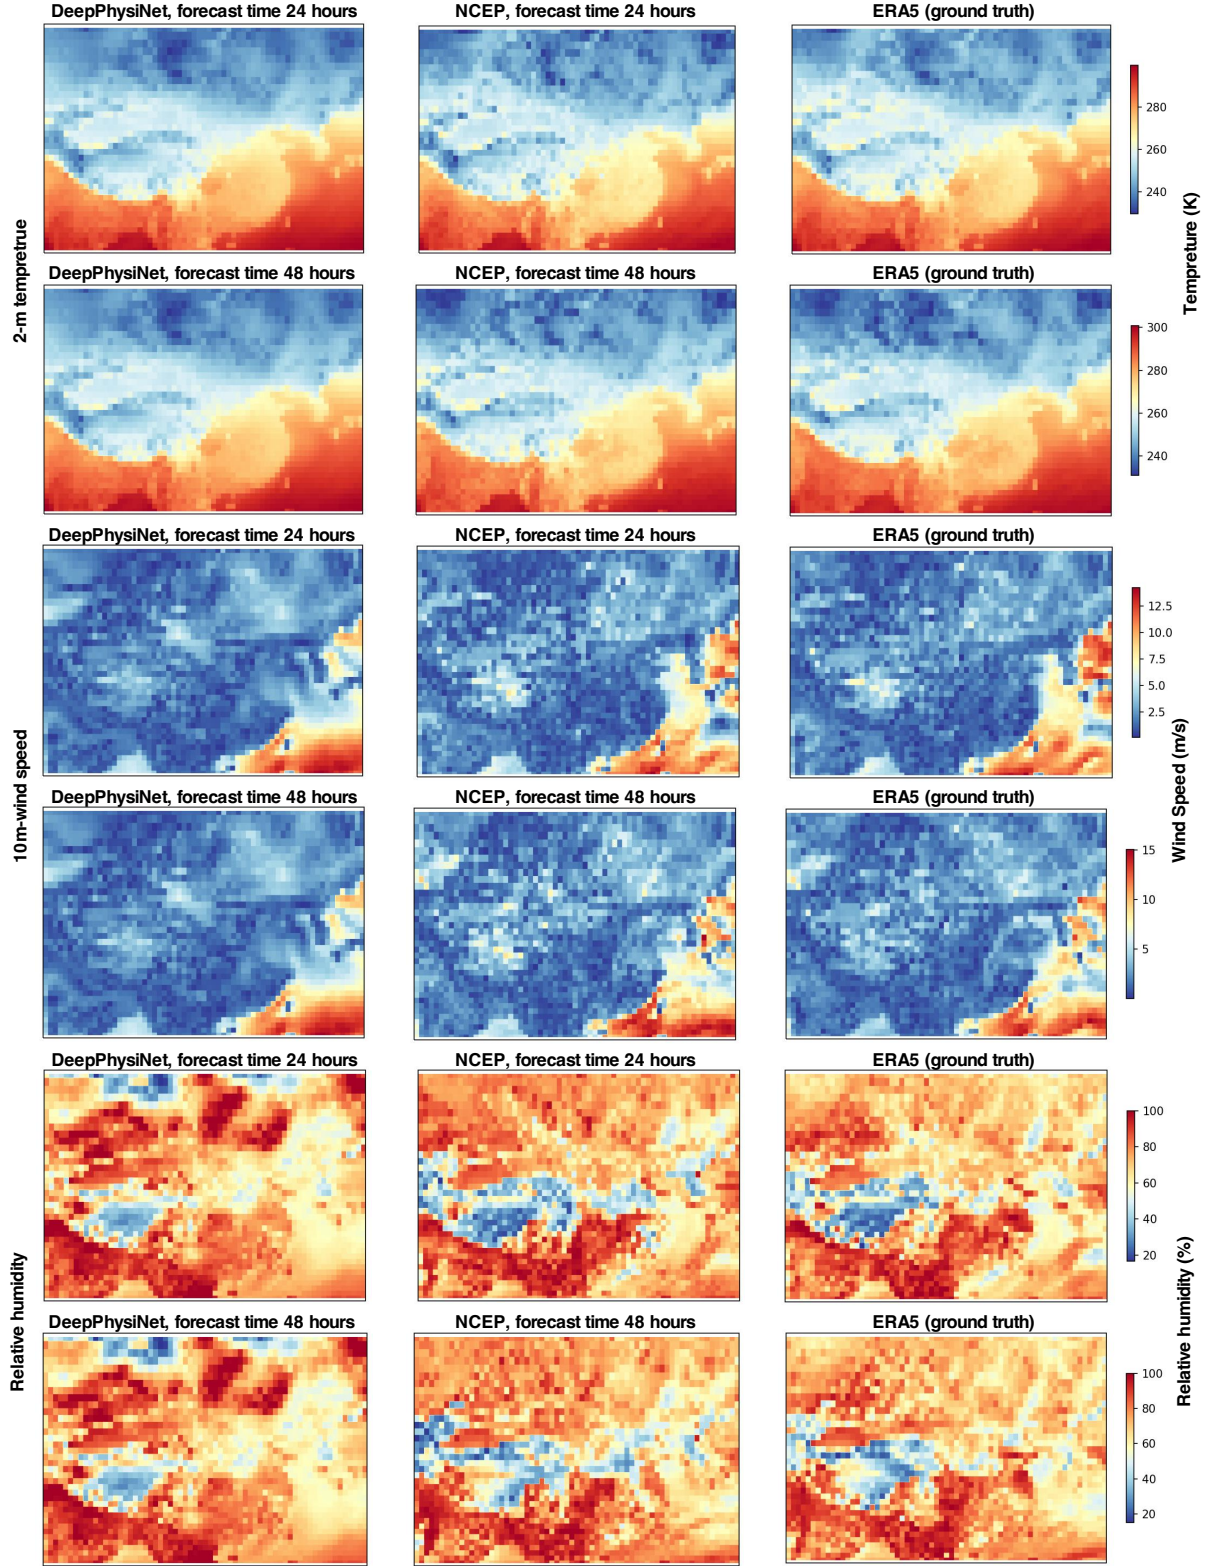 DeepPhysiNet, forecast time 24 hours
NCEP, forecast time 24 hours
ERA5 (ground truth)
280
260
240
2-m tempretrue
Tempreture (K)
DeepPhysiNet, forecast time 48 hours
NCEP, forecast time 48 hours
ERA5 (ground truth)
300
280
260
240
DeepPhysiNet, forecast time 24 hours
NCEP, forecast time 24 hours
ERA5 (ground truth)
12.5
10.0
7.5
5.0
2.5
10m-wind speed
Wind Speed (m/s)
DeepPhysiNet, forecast time 48 hours
NCEP, forecast time 48 hours
ERA5 (ground truth)
15
10
5
DeepPhysiNet, forecast time 24 hours
NCEP, forecast time 24 hours
ERA5 (ground truth)
100
80
60
40
20
Relative humidity
Relative humidity (%)
DeepPhysiNet, forecast time 48 hours
NCEP, forecast time 48 hours
ERA5 (ground truth)
100
80
60
40
20